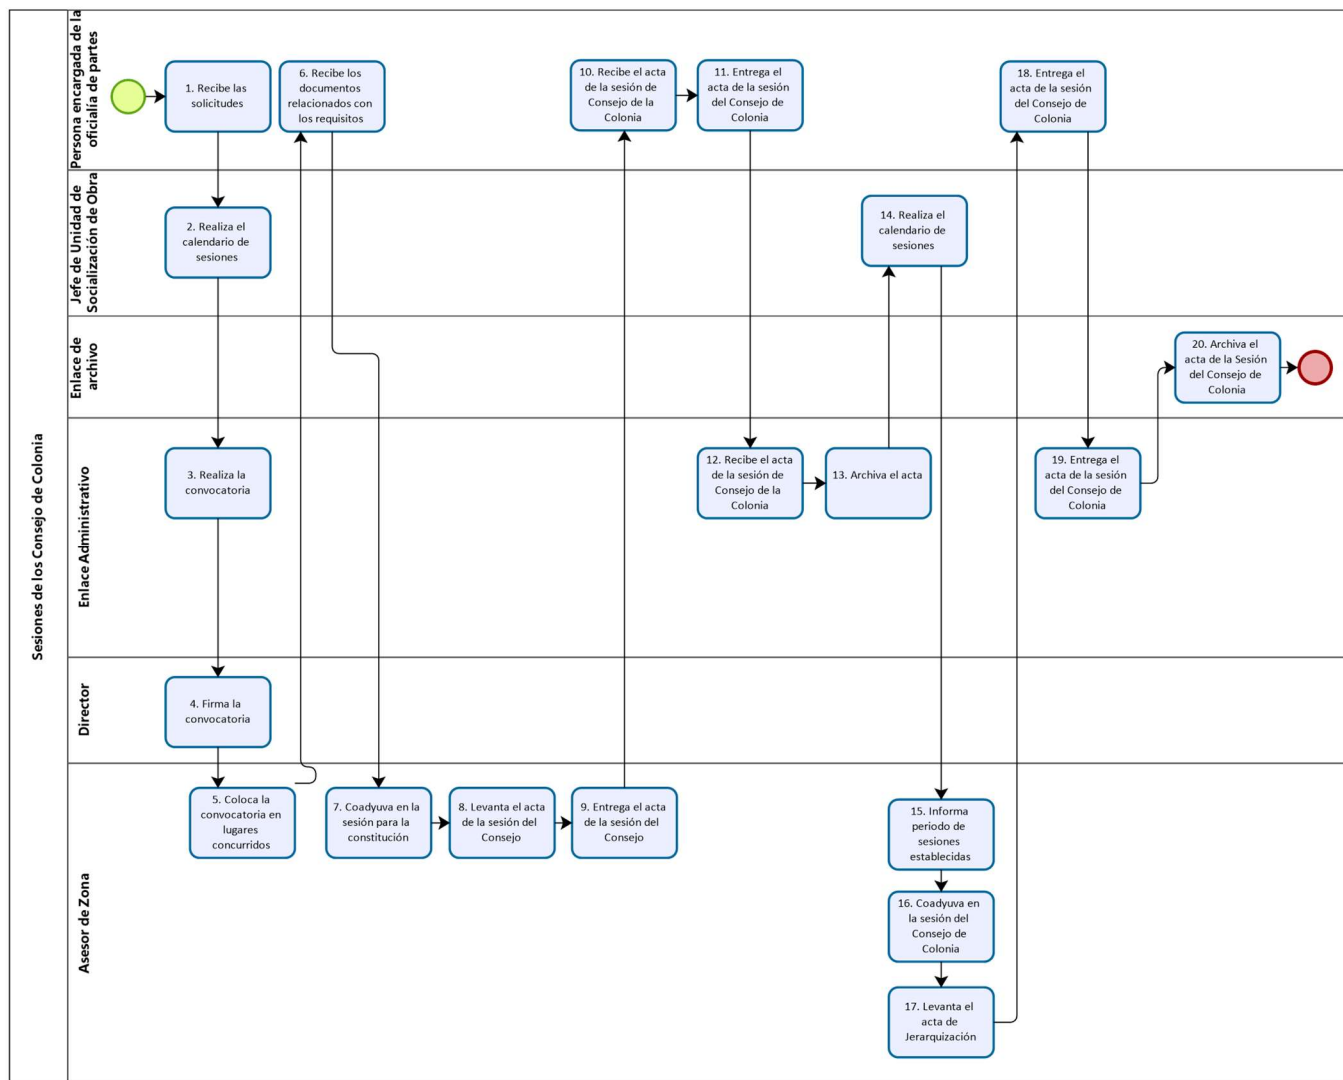 Sesiones de los Consejo de Colonia
Persona encargada de la
oficialia de partes
1. Recibe las
solicitudes
6. Recibe los
documentos
relacionados con
los requisitos
10. Recibe el acta
de la sesión de
Consejo de la
Colonia
11. Entrega el
acta de la sesión
del Consejo de
Colonia
18. Entrega el
acta de la sesión
del Consejo de
Colonia
Jefe de Unidad de
Socialización de Obra
2. Realiza el
calendario de
sesiones
14. Realiza el
calendario de
sesiones
Enlace de
archivo
20. Archiva el
acta de la Sesión
del Consejo de
Colonia
Enlace Administrativo
3. Realiza la
convocatoria
12. Recibe el acta
de la sesión de
Consejo de la
Colonia
13. Archiva el acta
19. Entrega el
acta de la sesión
del Consejo de
Colonia
Director
4. Firma la
convocatoria
Asesor de Zona
5. Coloca la
convocatoria en
lugares
concurridos
7. Coadyuva en la
sesión para la
constitución
8. Levanta el acta
de la sesión del
Consejo
9. Entrega el acta
de la sesión del
Consejo
15. Informa
periodo de
sesiones
establecidas
16. Coadyuva en
la sesión del
Consejo de
Colonia
17. Levanta el
acta de
Jerarquización